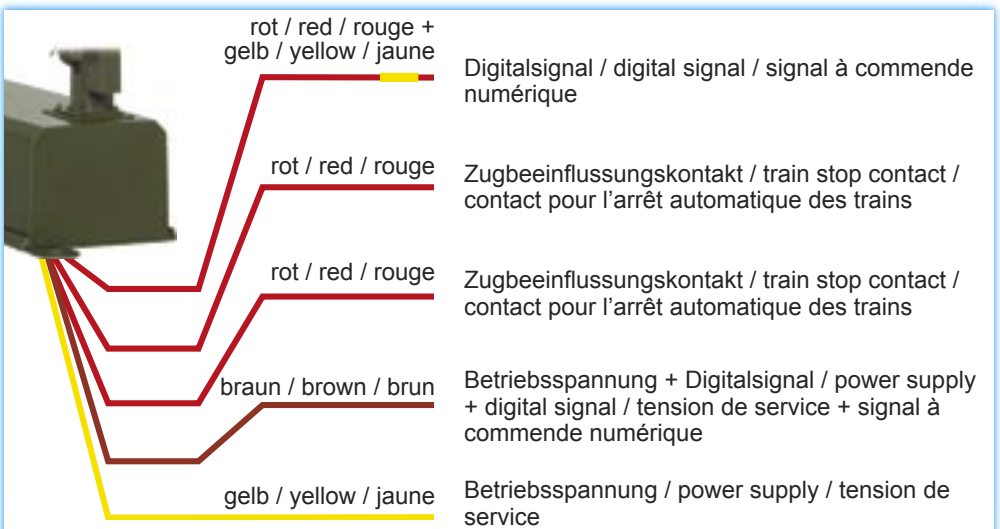 rot / red / rouge +
gelb / yellow / jaune
Digitalsignal / digital signal / signal à commende
numérique
rot / red / rouge
Zugbeeinflussungskontakt / train stop contact /
contact pour l’arrêt automatique des trains
rot / red / rouge
Zugbeeinflussungskontakt / train stop contact /
contact pour l’arrêt automatique des trains
braun / brown / brun
Betriebsspannung + Digitalsignal / power supply
+ digital signal / tension de service + signal à
commende numérique
gelb / yellow / jaune
Betriebsspannung / power supply / tension de
service